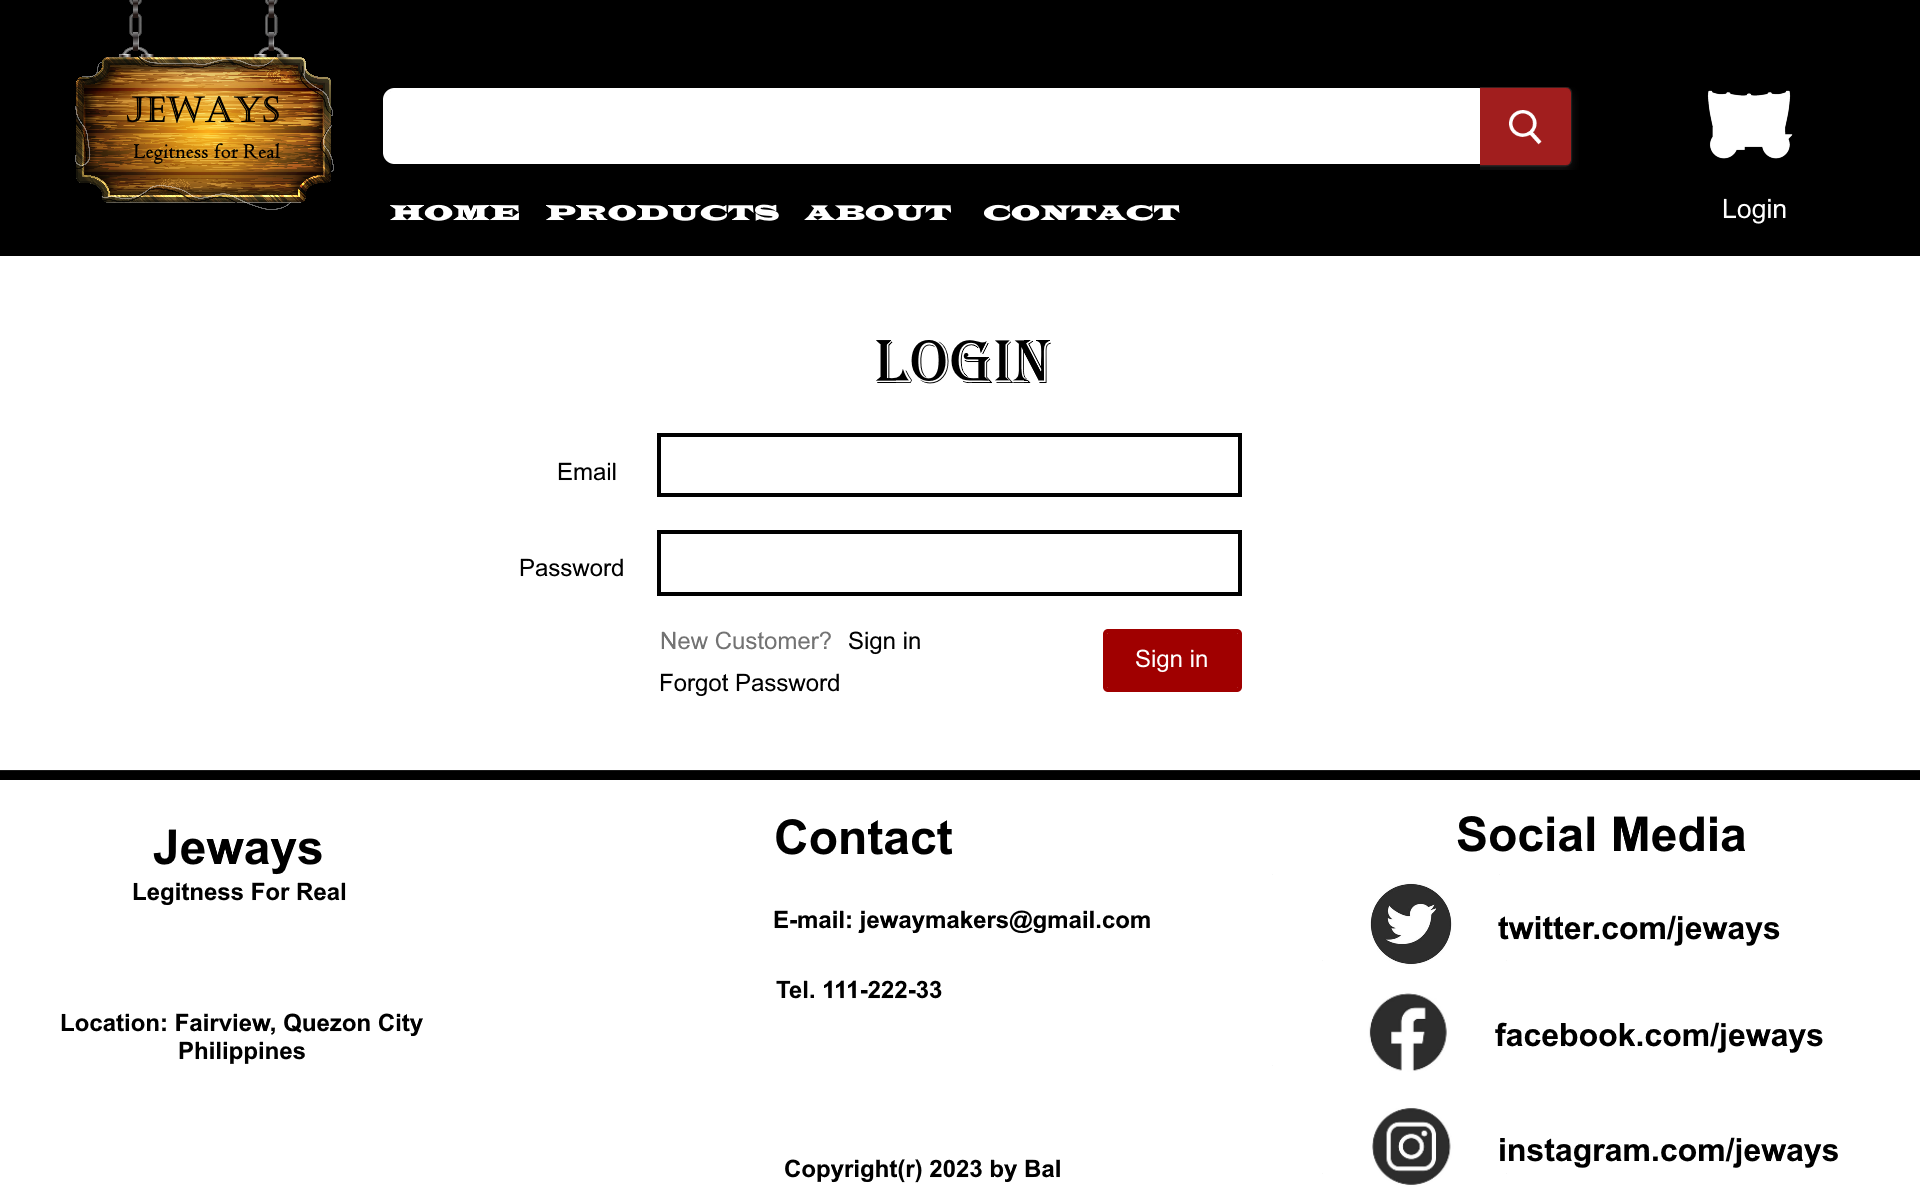 JEWAYS
Legitness for Real
HOME PRODUCTS ABOUT CONTACT
Login
LOGIN
Email
Password
New Customer? Sign in
Sign in
Forgot Password
Jeways
Legitness For Real
Location: Fairview, Quezon City
Philippines
Contact
E-mail: jewaymakers@gmail.com
Tel. 111-222-33
Copyright(r) 2023 by Bal
Social Media
twitter.com/jeways
facebook.com/jeways
instagram.com/jeways